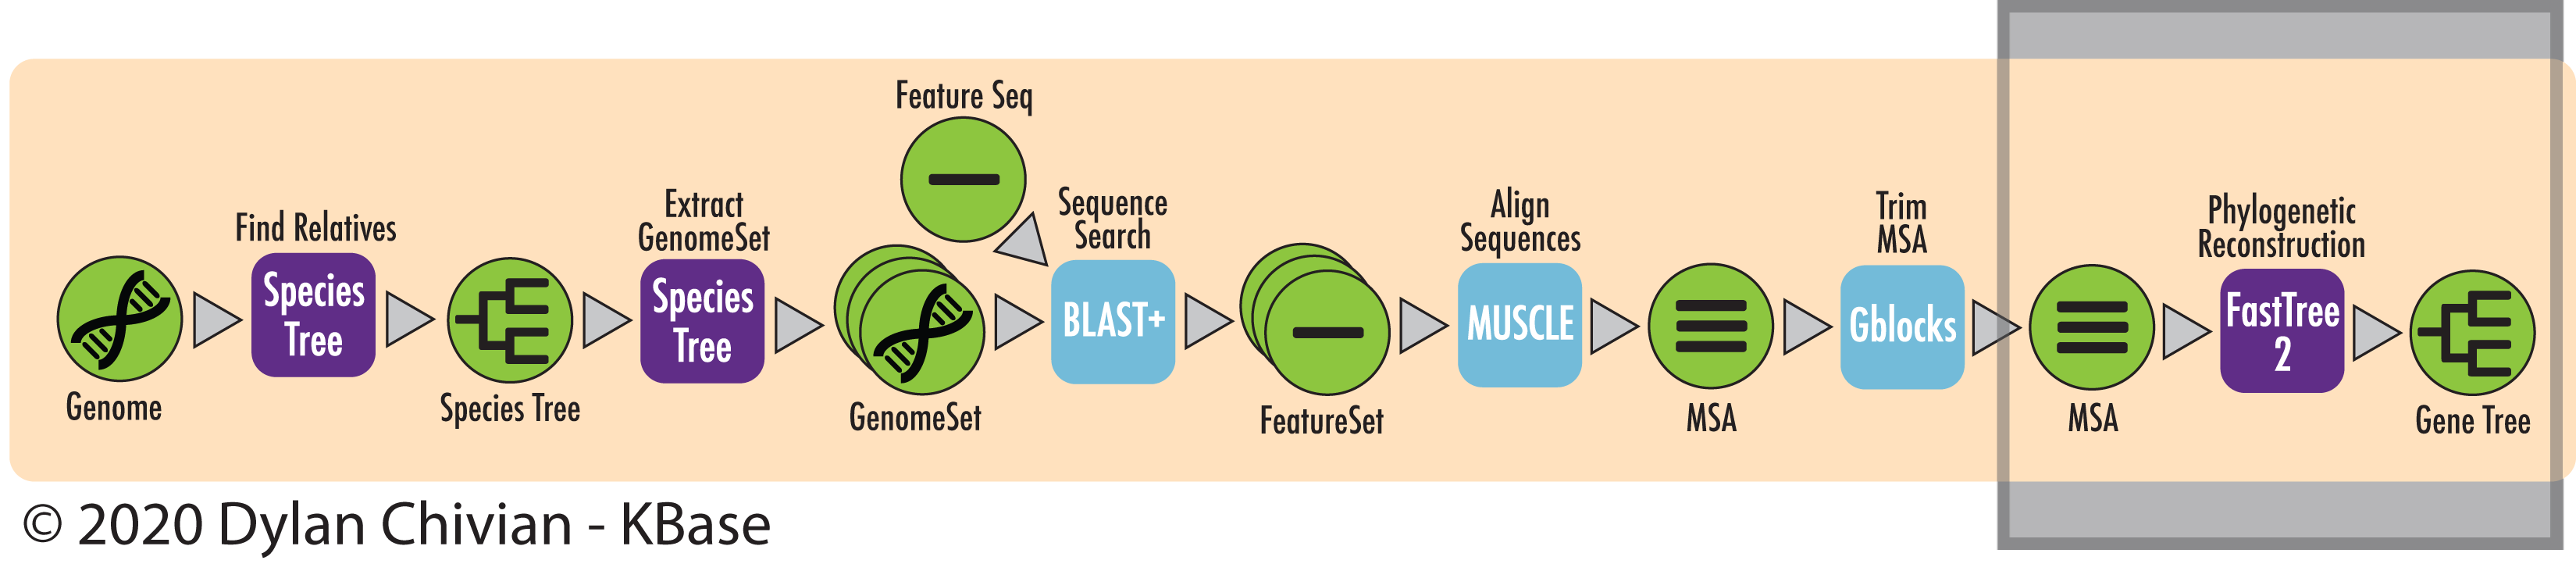 Genome
Find Relatives
Species
Tree
Species Tree
Extract
GenomeSet
Species
Tree
GenomeSet
Feature Seq
Sequence
Search
BLAST+
FeatureSet
Align
Sequences
MUSCLE
MSA
Trim
MSA
Gblocks
MSA
Phylogenetic
Reconstruction
FastTree
2
Gene Tree
© 2020 Dylan Chivian - KBase